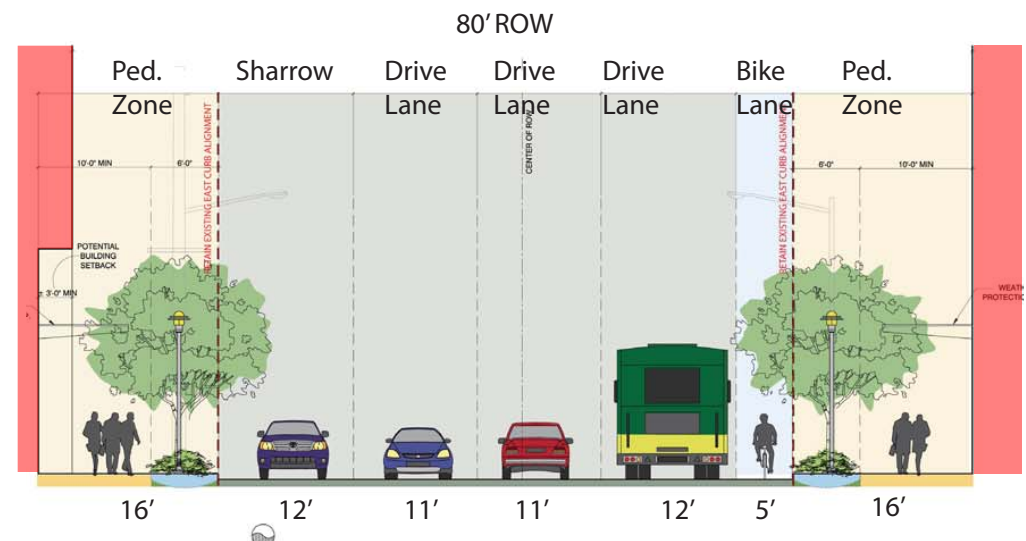 80' ROW
Ped.
Zone
Sharrow
Drive
Lane
Drive
Lane
Drive
Lane
Bike
Lane
Ped.
Zone
10'-0" MIN
6'-0"
RETAIN EXISTING EAST CURB ALIGNMENT
CENTER OF ROW
RETAIN EXISTING EAST CURB ALIGNMENT
6'-0"
10'-0" MIN
POTENTIAL
BUILDING
SETBACK
3'-0" MIN
WEATH
PROTECTIO
16'
12'
11'
11'
12'
5'
16'